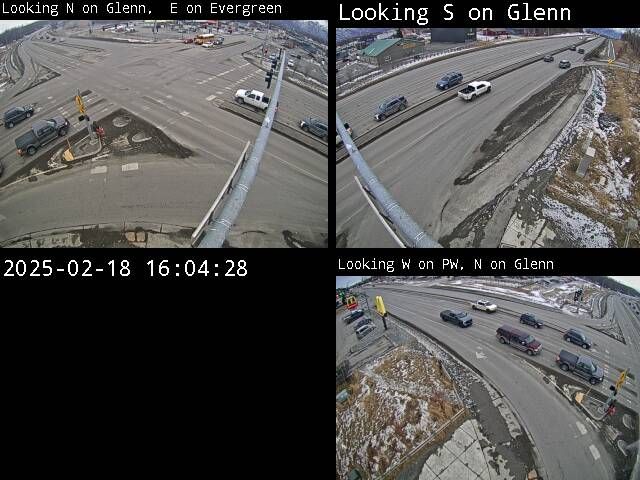 Looking N on Glenn,  E on Evergreen
Looking S on Glenn
2025-02-18 16:04:28
Looking W on PW, N on Glenn